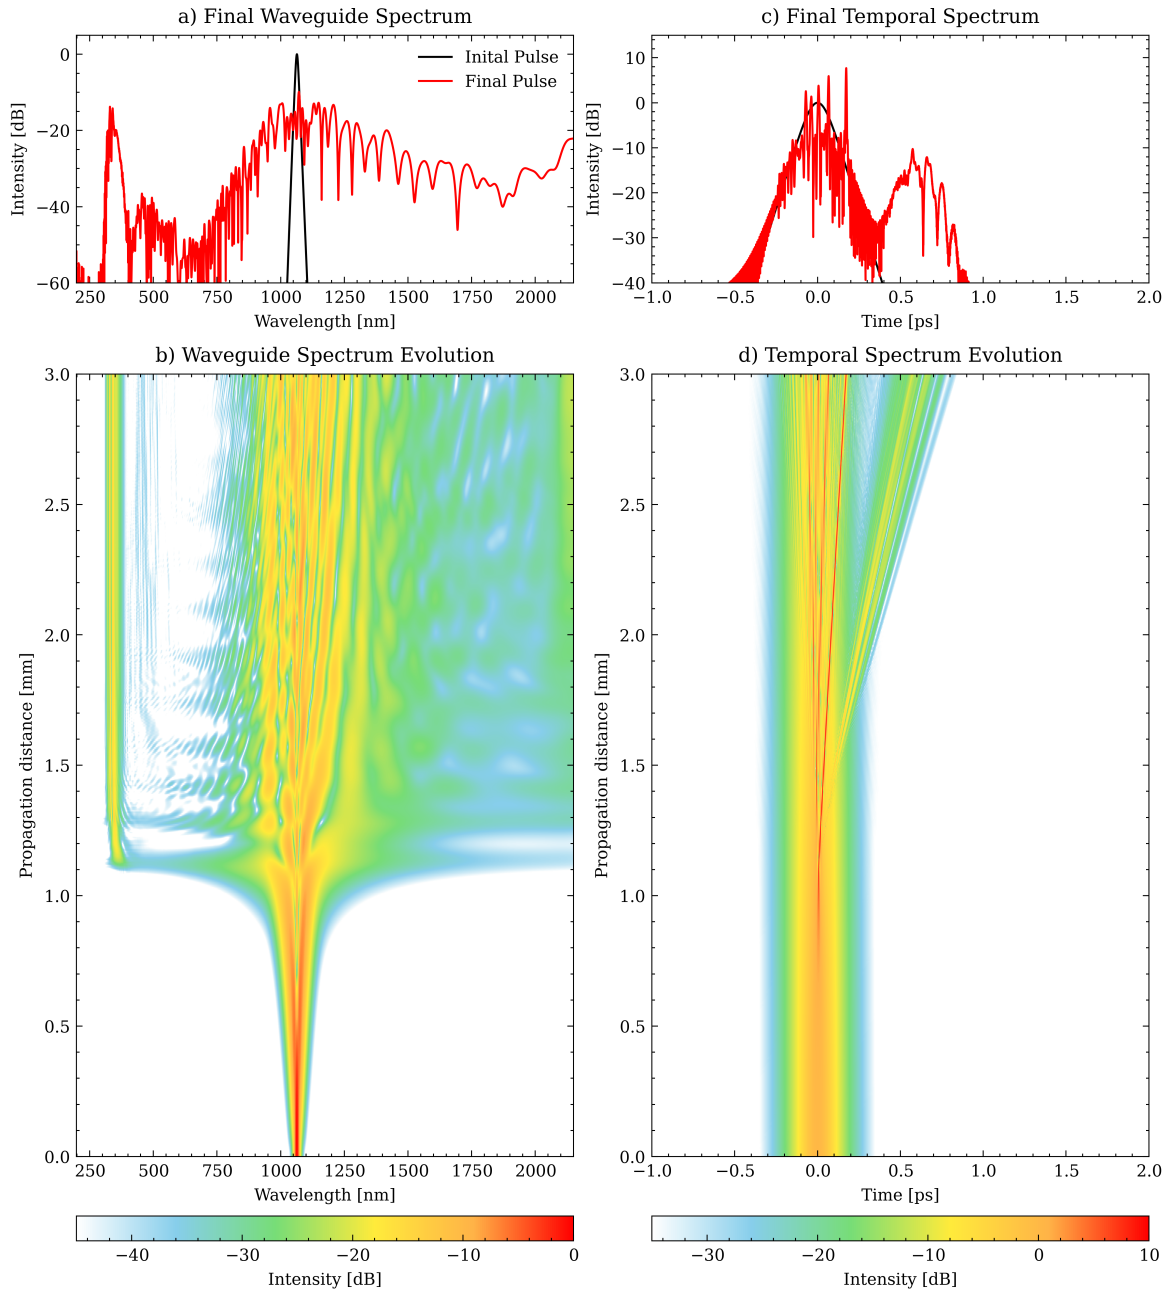 a) Final Waveguide Spectrum
Intensity [dB]
0
−20
−40
−60
Inital Pulse
Final Pulse
250 500 750 1000 1250 1500 1750 2000
Wavelength [nm]
c) Final Temporal Spectrum
Intensity [dB]
10
0
−10
−20
−30
−40
−1.0 −0.5 0.0 0.5 1.0 1.5 2.0
Time [ps]
b) Waveguide Spectrum Evolution
Propagation distance [mm]
3.0
2.5
2.0
1.5
1.0
0.5
0.0
250 500 750 1000 1250 1500 1750 2000
Wavelength [nm]
−40 −30 −20 −10 0
Intensity [dB]
d) Temporal Spectrum Evolution
Propagation distance [mm]
3.0
2.5
2.0
1.5
1.0
0.5
0.0
−1.0 −0.5 0.0 0.5 1.0 1.5 2.0
Time [ps]
−30 −20 −10 0 10
Intensity [dB]